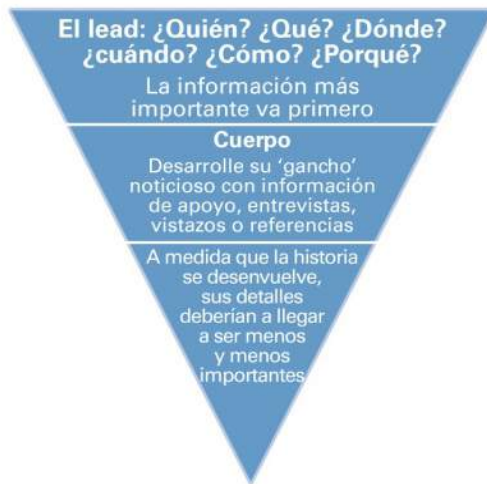 El lead: ¿Quién? ¿Qué? ¿Dónde?
¿cuándo? ¿Cómo? ¿Porqué?
La información más
importante va primero
Cuerpo
Desarrolle su ‘gancho’
noticioso con información
de apoyo, entrevistas,
vistazos o referencias
A medida que la historia
se desenvuelve,
sus detalles
deberían a llegar
a ser menos
y menos
importantes